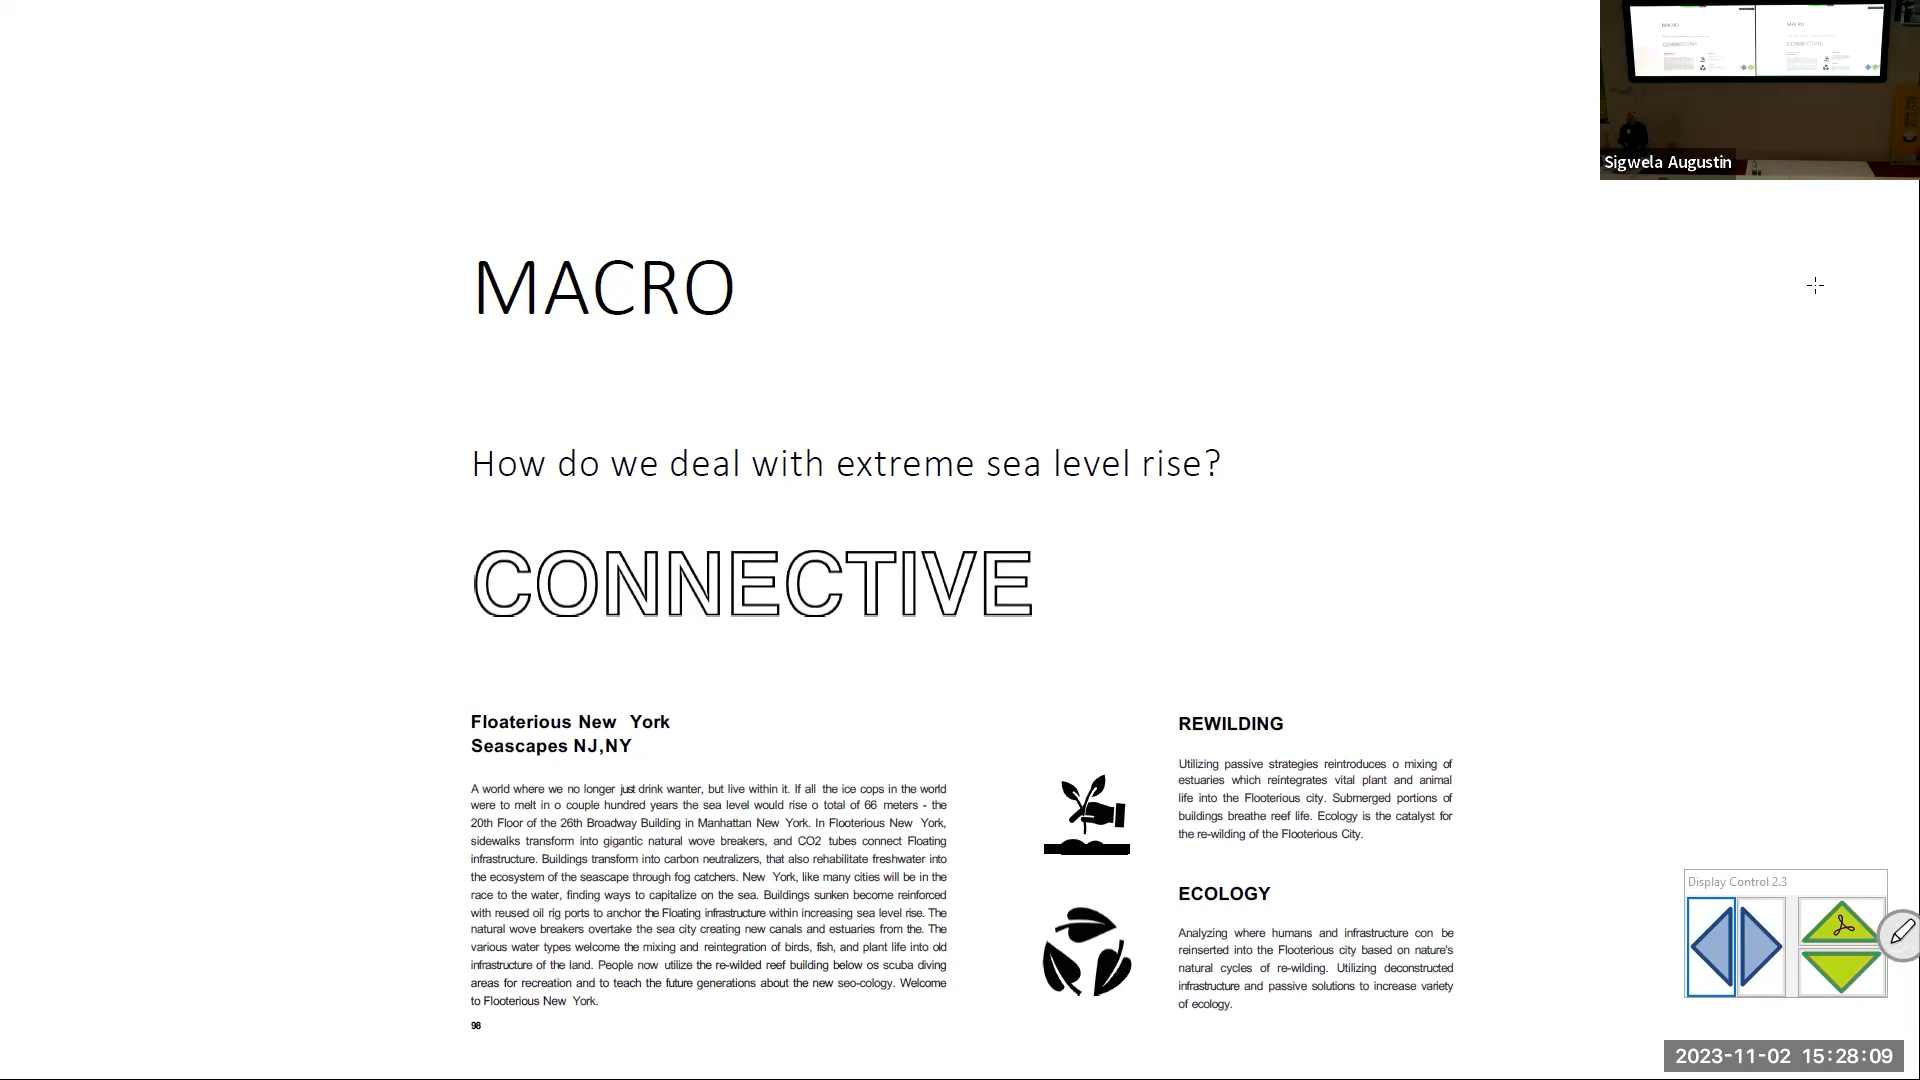 Sigwela Augustin
MACRO
How do we deal with extreme sea level rise?
CONNECTIVE
Floaterious New York
Seascapes NJ,NY
A world where we no longer just drink wanter, but live within it. If all the ice cops in the world
were to melt in o couple hundred years the sea level would rise o total of 66 meters - the
20th Floor of the 26th Broadway Building in Manhattan New York. In Flooterious New York,
sidewalks transform into gigantic natural wove breakers, and CO2 tubes connect Floating
infrastructure. Buildings transform into carbon neutralizers, that also rehabilitate freshwater into
the ecosystem of the seascape through fog catchers. New York, like many cities will be in the
race to the water, finding ways to capitalize on the sea. Buildings sunken become reinforced
with reused oil rig ports to anchor the Floating infrastructure within increasing sea level rise. The
natural wove breakers overtake the sea city creating new canals and estuaries from the. The
various water types welcome the mixing and reintegration of birds, fish, and plant life into old
infrastructure of the land. People now utilize the re-wilded reef building below os scuba diving
areas for recreation and to teach the future generations about the new seo-cology. Welcome
to Flooterious New York.
98
REWILDING
Utilizing passive strategies reintroduces o mixing of
estuaries which reintegrates vital plant and animal
life into the Flooterious city. Submerged portions of
buildings breathe reef life. Ecology is the catalyst for
the re-wilding of the Flooterious City.
ECOLOGY
Analyzing where humans and infrastructure con be
reinserted into the Flooterious city based on nature's
natural cycles of re-wilding. Utilizing deconstructed
infrastructure and passive solutions to increase variety
of ecology.
Display Control 2.3
2023-11-02 15:28:09